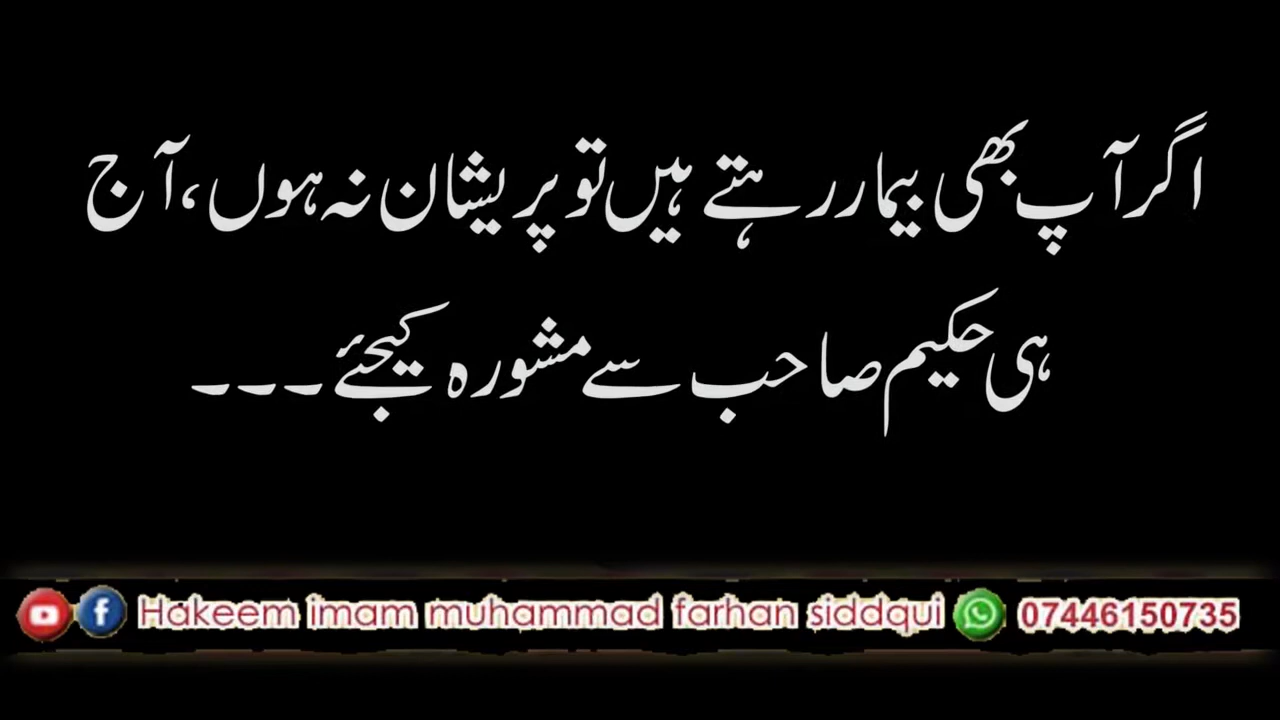 اگر آپ بھی بیمار رہتے ہیں تو پریشان نہ ہوں، آج
ہی حکیم صاحب سے مشورہ کیجئے۔۔۔
Hakeem imam muhammad farhan siddqui 07446150735